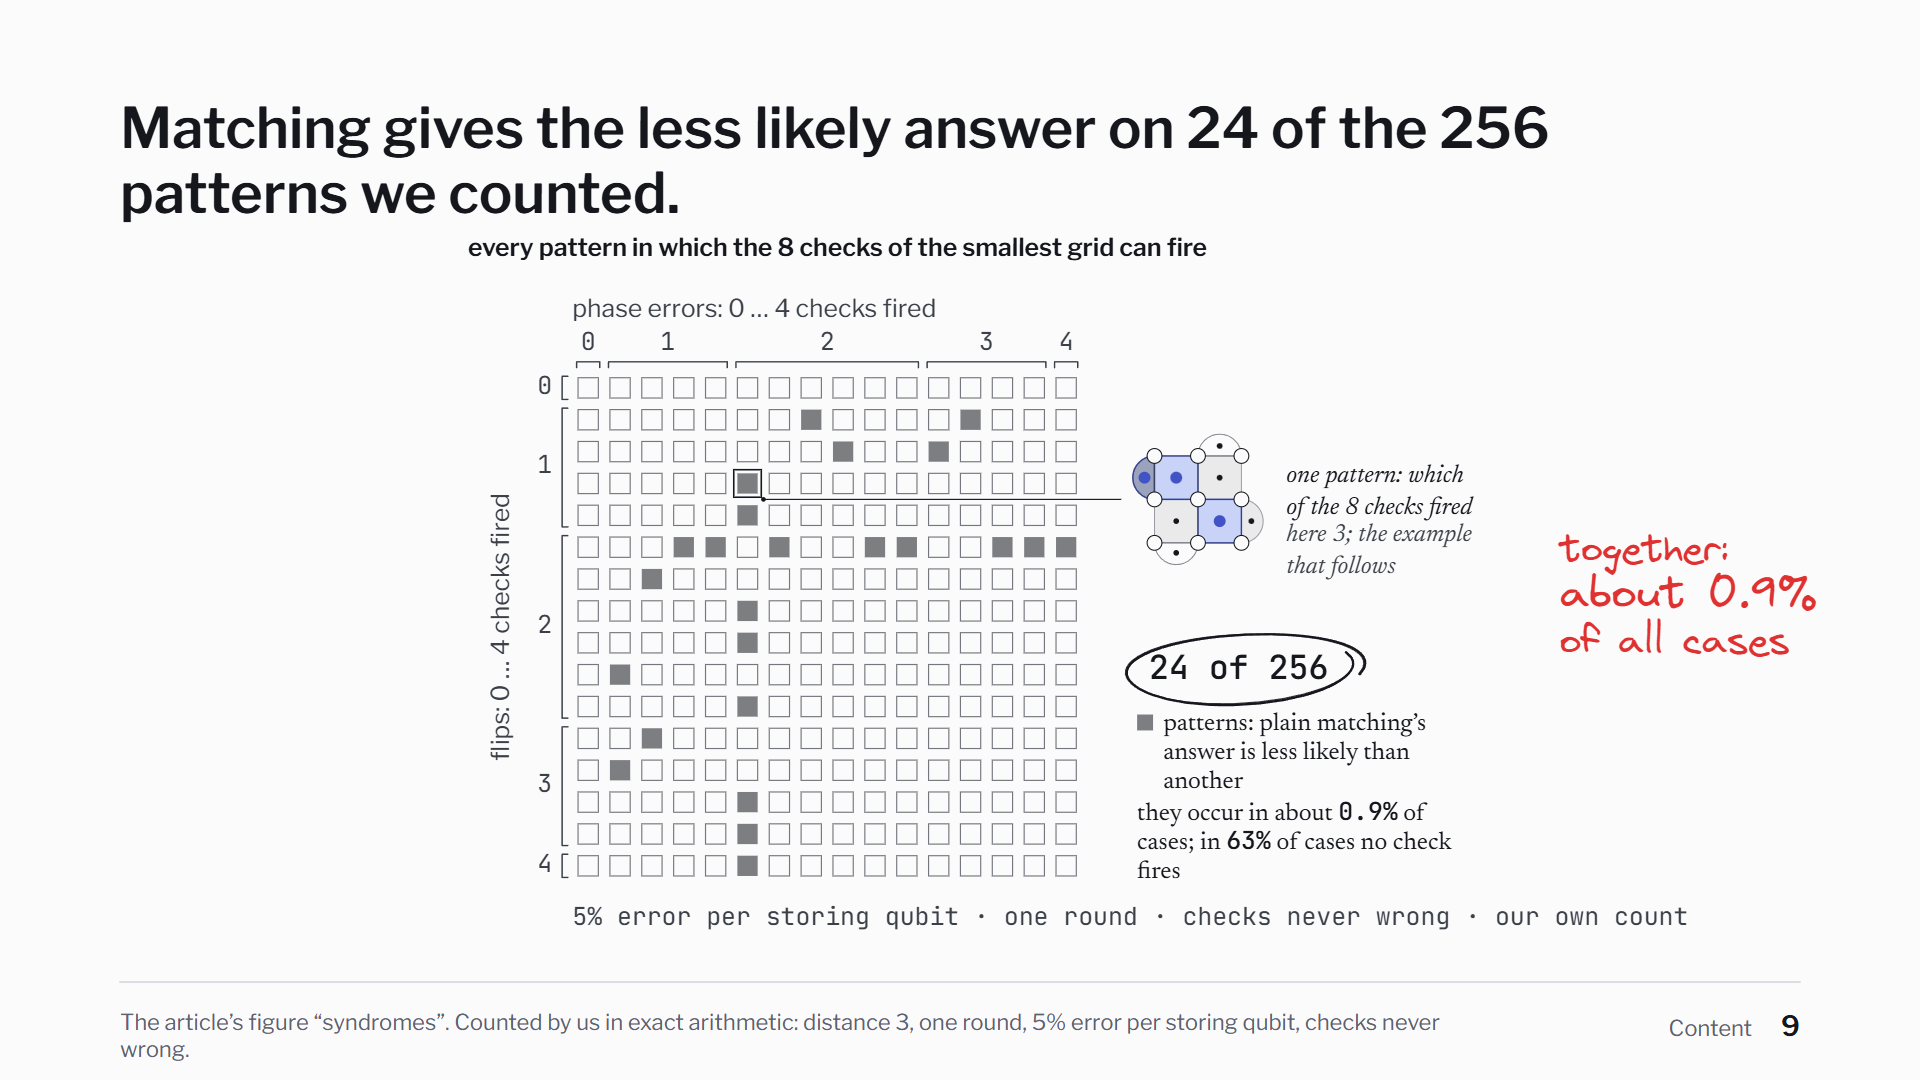 Matching gives the less likely answer on 24 of the 256
patterns we counted.
every pattern in which the 8 checks of the smallest grid can fire
phase errors: 0 … 4 checks fired
0 1 2 3 4
flips: 0 … 4 checks fired
0
1
2
3
4
one pattern: which
of the 8 checks fired
here 3; the example
that follows
together:
about 0.9%
of all cases
24 of 256
patterns: plain matching’s
answer is less likely than
another
they occur in about 0.9% of
cases; in 63% of cases no check
fires
5% error per storing qubit · one round · checks never wrong · our own count
The article’s figure “syndromes”. Counted by us in exact arithmetic: distance 3, one round, 5% error per storing qubit, checks never
wrong.
Content 9